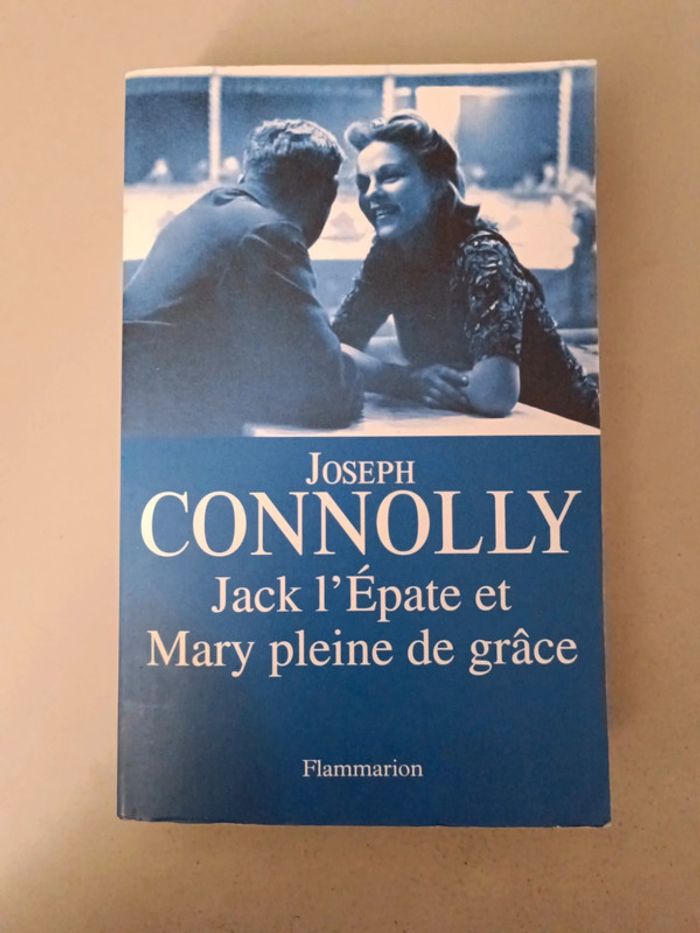 JOSEPH
CONNOLLY
Jack l'Épate et
Mary pleine de grâce
Flammarion